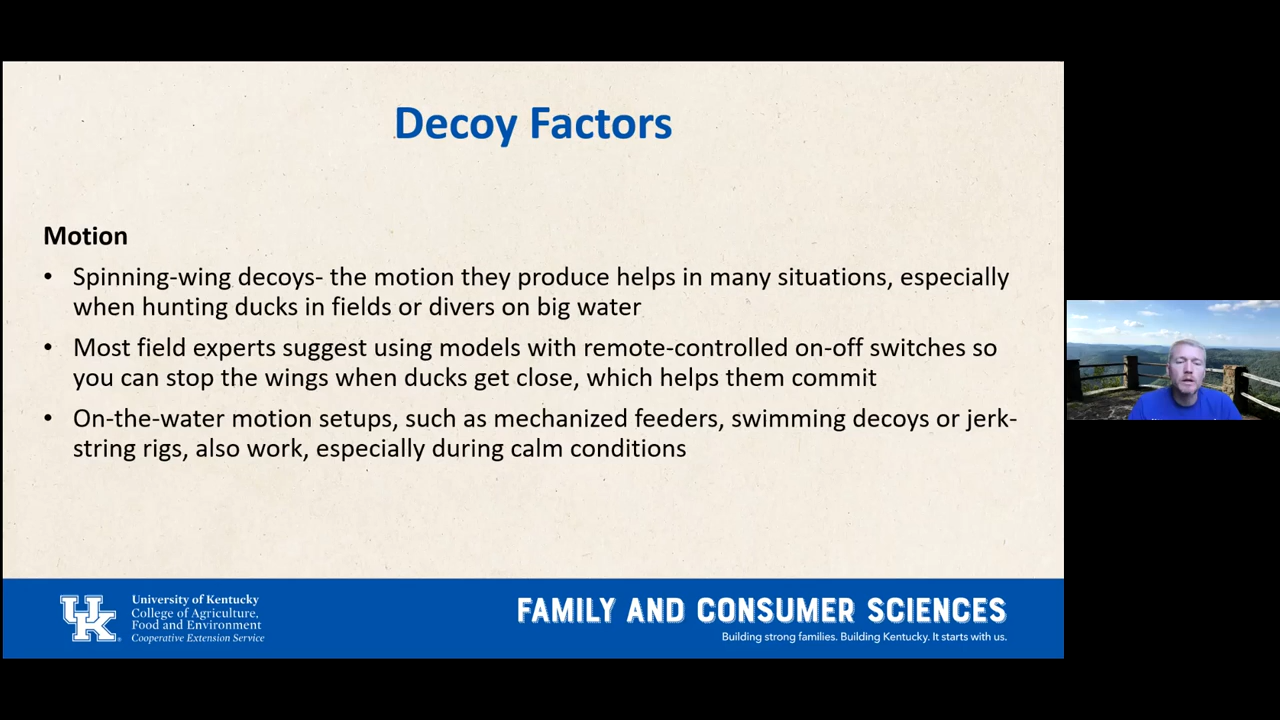 Decoy Factors
Motion
• Spinning-wing decoys- the motion they produce helps in many situations, especially
when hunting ducks in fields or divers on big water
• Most field experts suggest using models with remote-controlled on-off switches so
you can stop the wings when ducks get close, which helps them commit
• On-the-water motion setups, such as mechanized feeders, swimming decoys or jerk-
string rigs, also work, especially during calm conditions
UK
University of Kentucky
College of Agriculture,
Food and Environment
Cooperative Extension Service
FAMILY AND CONSUMER SCIENCES
Building strong families. Building Kentucky. It starts with us.